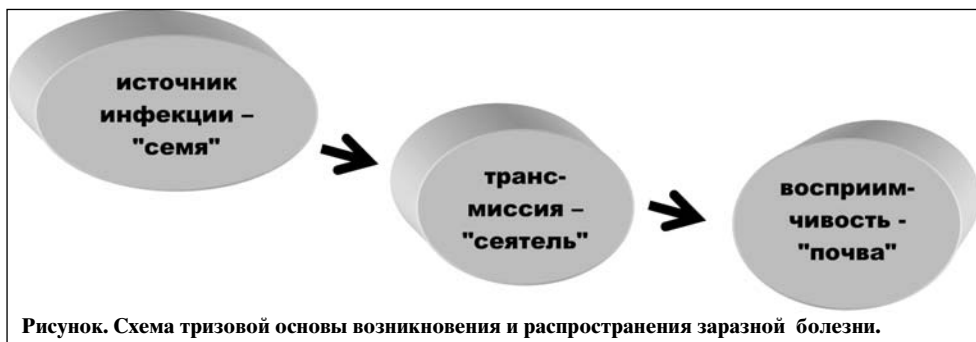 источник
инфекции –
"семя"
транс-
миссия –
"сеятель"
восприим-
чивость -
"почва"
Рисунок. Схема тризовой основы возникновения и распространения заразной болезни.